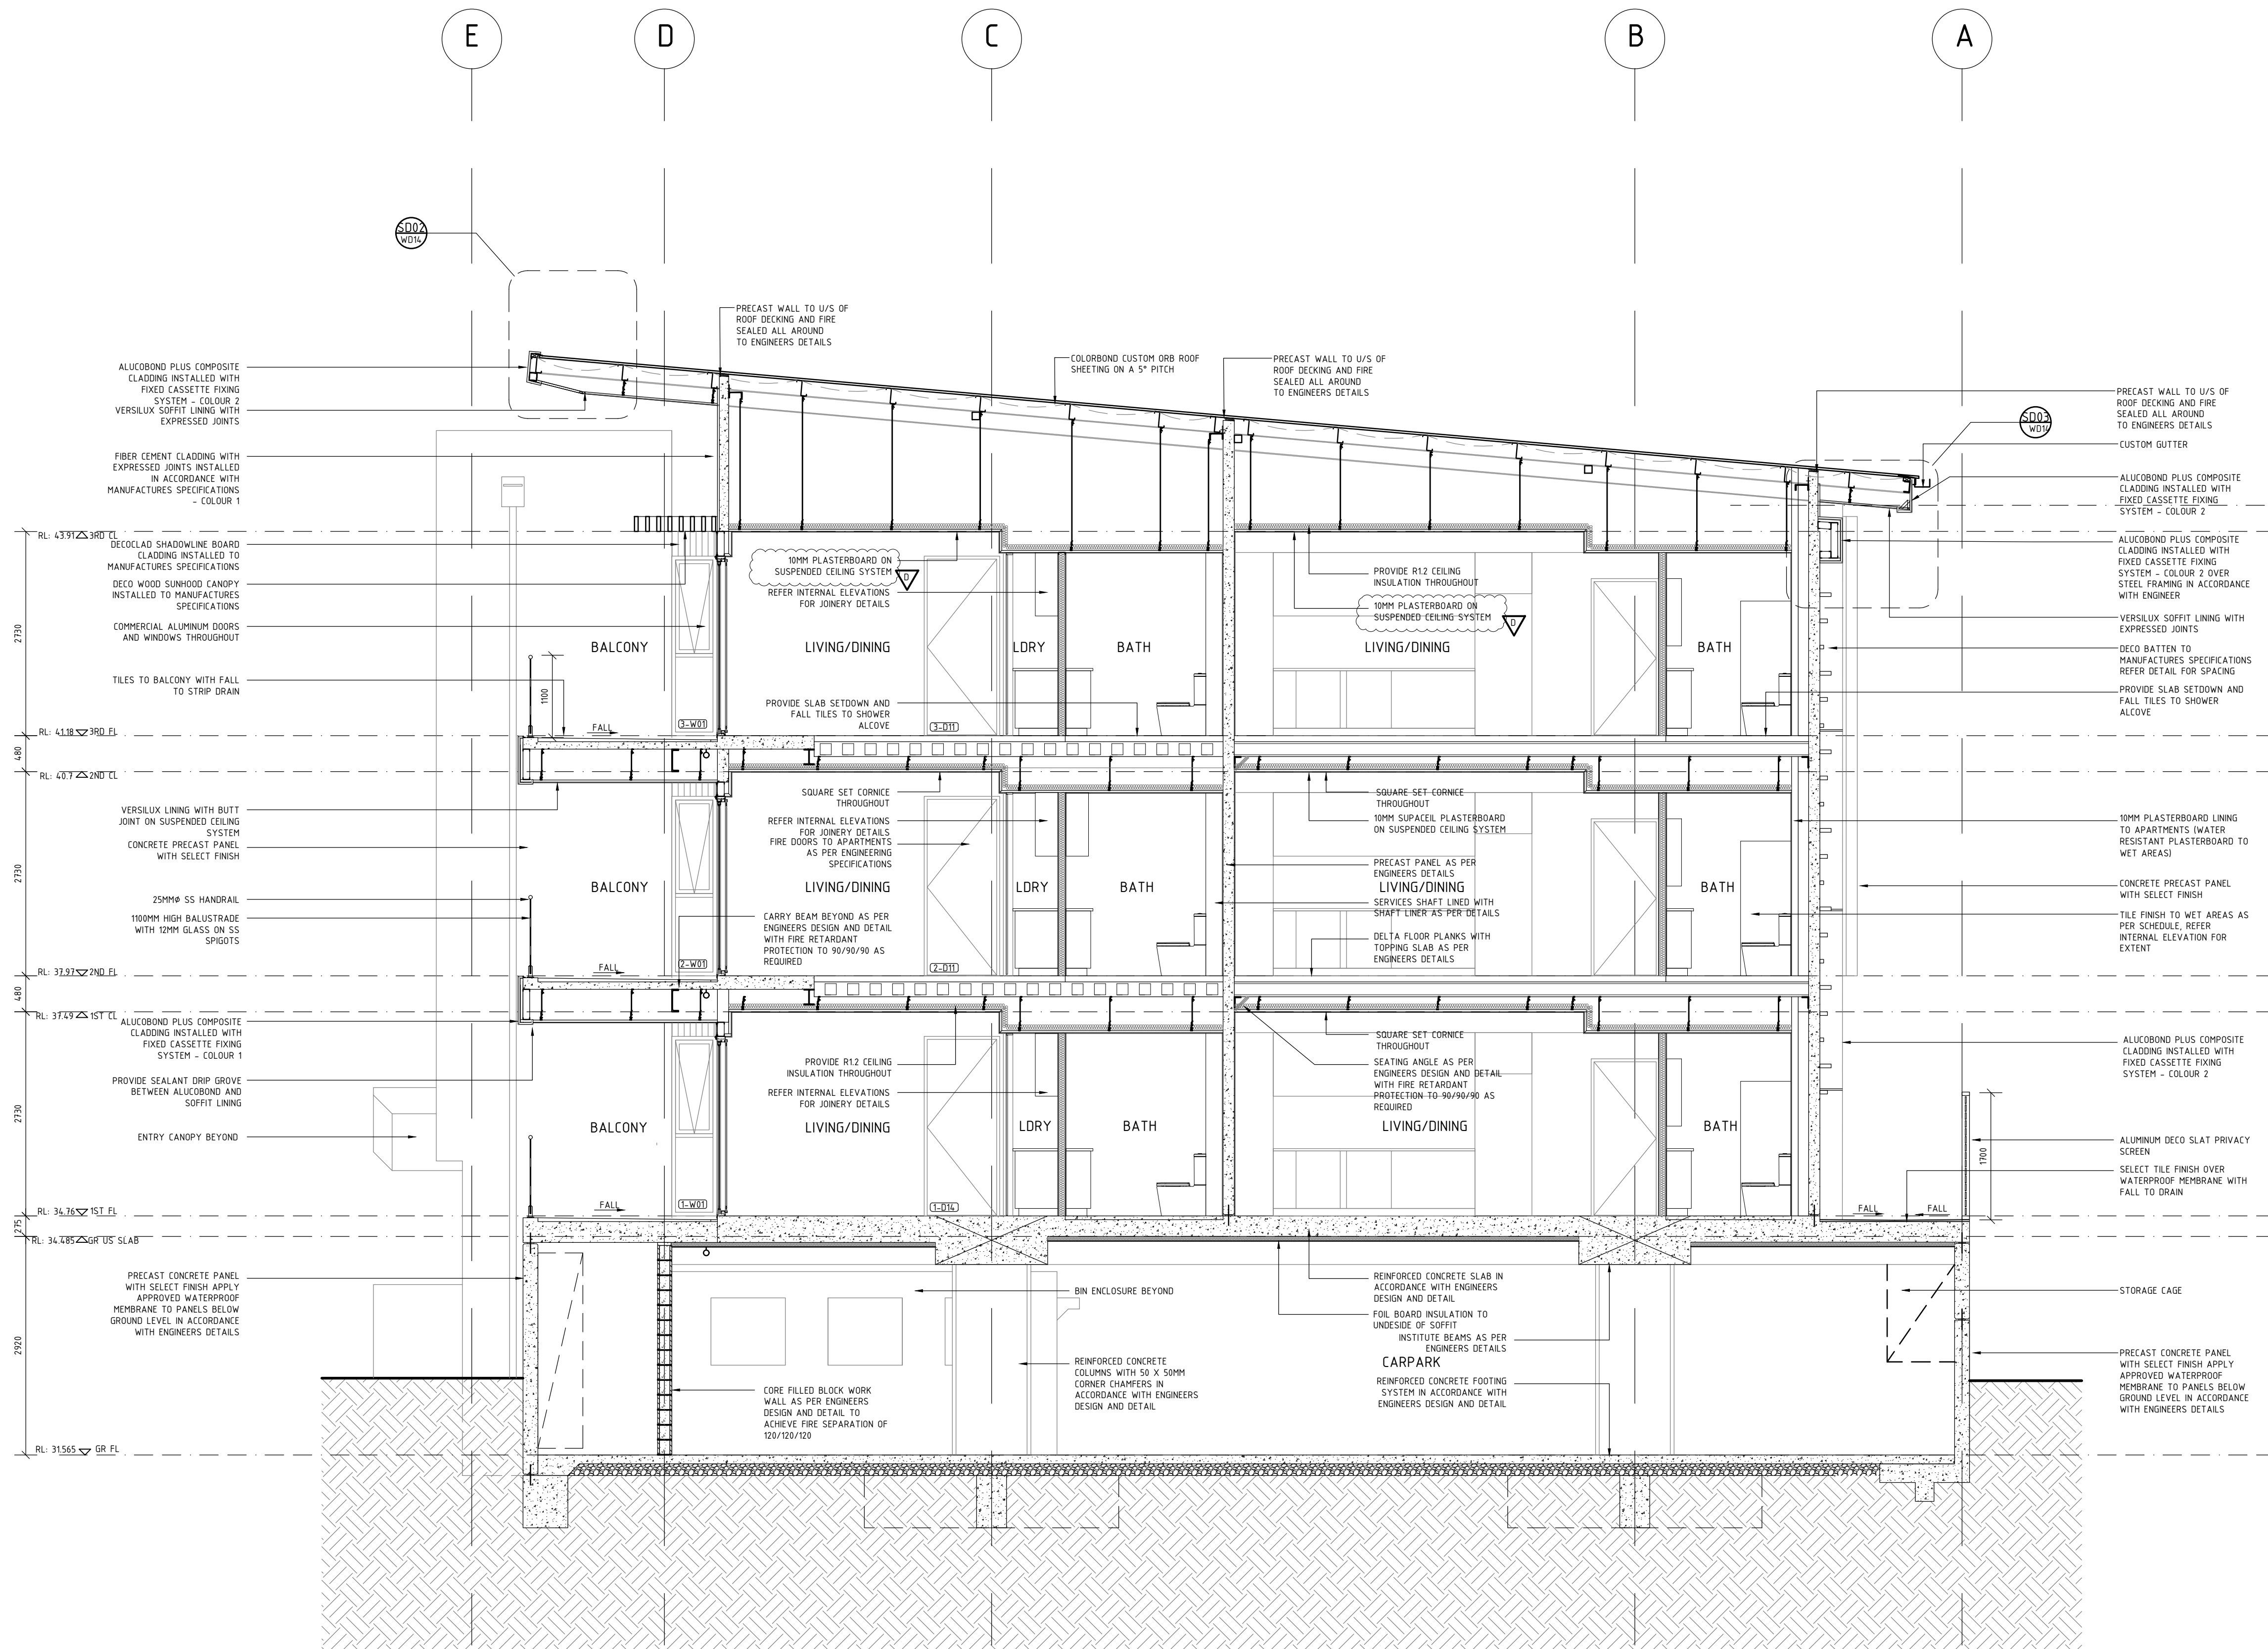 E
D
C
B
A
SD02
WD14
PRECAST WALL TO U/S OF
ROOF DECKING AND FIRE
SEALED ALL AROUND
TO ENGINEERS DETAILS
COLORBOND CUSTOM ORB ROOF
SHEETING ON A 5° PITCH
PRECAST WALL TO U/S OF
ROOF DECKING AND FIRE
SEALED ALL AROUND
TO ENGINEERS DETAILS
PRECAST WALL TO U/S OF
ROOF DECKING AND FIRE
SEALED ALL AROUND
TO ENGINEERS DETAILS
SD03
WD14
CUSTOM GUTTER
ALUCOBOND PLUS COMPOSITE
CLADDING INSTALLED WITH
FIXED CASSETTE FIXING
SYSTEM - COLOUR 2
ALUCOBOND PLUS COMPOSITE
CLADDING INSTALLED WITH
FIXED CASSETTE FIXING
SYSTEM - COLOUR 2 OVER
STEEL FRAMING IN ACCORDANCE
WITH ENGINEER
VERSILUX SOFFIT LINING WITH
EXPRESSED JOINTS
DECO BATTEN TO
MANUFACTURES SPECIFICATIONS
REFER DETAIL FOR SPACING
PROVIDE SLAB SETDOWN AND
FALL TILES TO SHOWER
ALCOVE
10MM PLASTERBOARD LINING
TO APARTMENTS (WATER
RESISTANT PLASTERBOARD TO
WET AREAS)
CONCRETE PRECAST PANEL
WITH SELECT FINISH
TILE FINISH TO WET AREAS AS
PER SCHEDULE, REFER
INTERNAL ELEVATION FOR
EXTENT
ALUCOBOND PLUS COMPOSITE
CLADDING INSTALLED WITH
FIXED CASSETTE FIXING
SYSTEM - COLOUR 2
ALUMINUM DECO SLAT PRIVACY
SCREEN
SELECT TILE FINISH OVER
WATERPROOF MEMBRANE WITH
FALL TO DRAIN
STORAGE CAGE
PRECAST CONCRETE PANEL
WITH SELECT FINISH APPLY
APPROVED WATERPROOF
MEMBRANE TO PANELS BELOW
GROUND LEVEL IN ACCORDANCE
WITH ENGINEERS DETAILS
ALUCOBOND PLUS COMPOSITE
CLADDING INSTALLED WITH
FIXED CASSETTE FIXING
SYSTEM - COLOUR 2
VERSILUX SOFFIT LINING WITH
EXPRESSED JOINTS
FIBER CEMENT CLADDING WITH
EXPRESSED JOINTS INSTALLED
IN ACCORDANCE WITH
MANUFACTURES SPECIFICATIONS
- COLOUR 1
RL: 43.91 3RD CL
DECOCLAD SHADOWLINE BOARD
CLADDING INSTALLED TO
MANUFACTURES SPECIFICATIONS
DECO WOOD SUNHOOD CANOPY
INSTALLED TO MANUFACTURES
SPECIFICATIONS
COMMERCIAL ALUMINUM DOORS
AND WINDOWS THROUGHOUT
TILES TO BALCONY WITH FALL
TO STRIP DRAIN
2730
1100
RL: 41.18 3RD FL
480
RL: 40.7 2ND CL
VERSILUX LINING WITH BUTT
JOINT ON SUSPENDED CEILING
SYSTEM
CONCRETE PRECAST PANEL
WITH SELECT FINISH
2730
25MMØ SS HANDRAIL
1100MM HIGH BALUSTRADE
WITH 12MM GLASS ON SS
SPIGOTS
RL: 37.97 2ND FL
480
RL: 37.49 1ST CL
ALUCOBOND PLUS COMPOSITE
CLADDING INSTALLED WITH
FIXED CASSETTE FIXING
SYSTEM - COLOUR 1
PROVIDE SEALANT DRIP GROVE
BETWEEN ALUCOBOND AND
SOFFIT LINING
2730
ENTRY CANOPY BEYOND
RL: 34.76 1ST FL
275
RL: 34.485 GR US SLAB
PRECAST CONCRETE PANEL
WITH SELECT FINISH APPLY
APPROVED WATERPROOF
MEMBRANE TO PANELS BELOW
GROUND LEVEL IN ACCORDANCE
WITH ENGINEERS DETAILS
2920
RL: 31.565 GR FL
10MM PLASTERBOARD ON
SUSPENDED CEILING SYSTEM
D
REFER INTERNAL ELEVATIONS
FOR JOINERY DETAILS
PROVIDE R1.2 CEILING
INSULATION THROUGHOUT
10MM PLASTERBOARD ON
SUSPENDED CEILING SYSTEM
D
BALCONY
LIVING/DINING
LDRY
BATH
LIVING/DINING
BATH
PROVIDE SLAB SETDOWN AND
FALL TILES TO SHOWER
ALCOVE
FALL
3-W01
3-D11
SQUARE SET CORNICE
THROUGHOUT
REFER INTERNAL ELEVATIONS
FOR JOINERY DETAILS
FIRE DOORS TO APARTMENTS
AS PER ENGINEERING
SPECIFICATIONS
SQUARE SET CORNICE
THROUGHOUT
10MM SUPACEIL PLASTERBOARD
ON SUSPENDED CEILING SYSTEM
PRECAST PANEL AS PER
ENGINEERS DETAILS
BALCONY
LIVING/DINING
LDRY
BATH
LIVING/DINING
BATH
SERVICES SHAFT LINED WITH
SHAFT LINER AS PER DETAILS
CARRY BEAM BEYOND AS PER
ENGINEERS DESIGN AND DETAIL
WITH FIRE RETARDANT
PROTECTION TO 90/90/90 AS
REQUIRED
DELTA FLOOR PLANKS WITH
TOPPING SLAB AS PER
ENGINEERS DETAILS
FALL
2-W01
2-D11
PROVIDE R1.2 CEILING
INSULATION THROUGHOUT
REFER INTERNAL ELEVATIONS
FOR JOINERY DETAILS
SQUARE SET CORNICE
THROUGHOUT
SEATING ANGLE AS PER
ENGINEERS DESIGN AND DETAIL
WITH FIRE RETARDANT
PROTECTION TO 90/90/90 AS
REQUIRED
BALCONY
LIVING/DINING
LDRY
BATH
LIVING/DINING
BATH
1700
FALL
1-W01
1-D14
FALL
FALL
REINFORCED CONCRETE SLAB IN
ACCORDANCE WITH ENGINEERS
DESIGN AND DETAIL
FOIL BOARD INSULATION TO
UNDESIDE OF SOFFIT
INSTITUTE BEAMS AS PER
ENGINEERS DETAILS
BIN ENCLOSURE BEYOND
CARPARK
REINFORCED CONCRETE
COLUMNS WITH 50 X 50MM
CORNER CHAMFERS IN
ACCORDANCE WITH ENGINEERS
DESIGN AND DETAIL
REINFORCED CONCRETE FOOTING
SYSTEM IN ACCORDANCE WITH
ENGINEERS DESIGN AND DETAIL
CORE FILLED BLOCK WORK
WALL AS PER ENGINEERS
DESIGN AND DETAIL TO
ACHIEVE FIRE SEPARATION OF
120/120/120